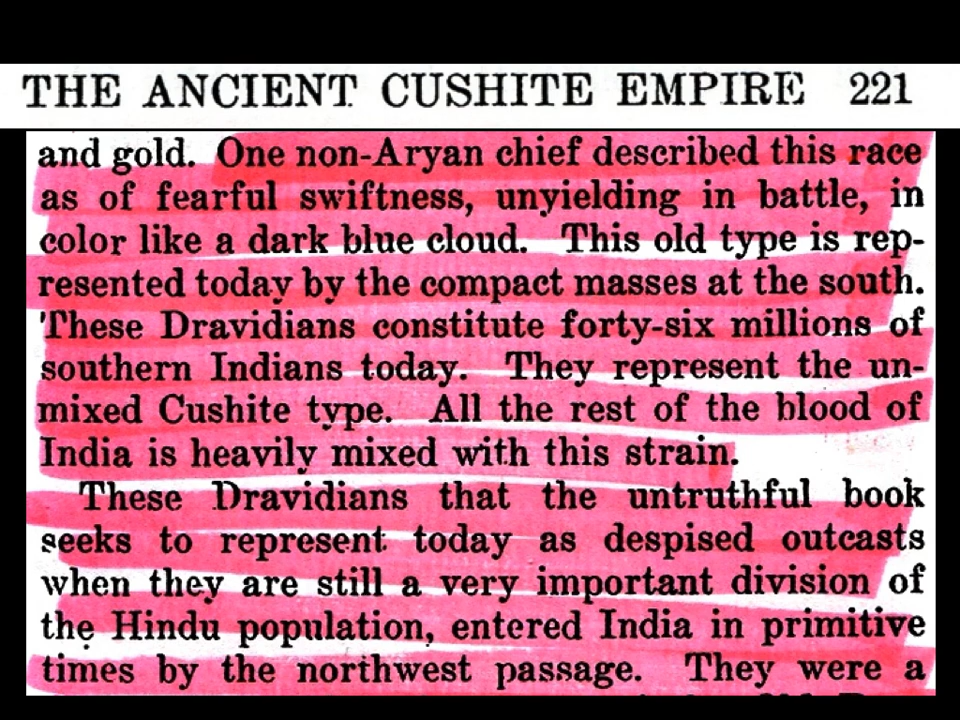 THE ANCIENT CUSHITE EMPIRE 221
and gold. One non-Aryan chief described this race
as of fearful swiftness, unyielding in battle, in
color like a dark blue cloud. This old type is rep-
resented today by the compact masses at the south.
These Dravidians constitute forty-six millions of
southern Indians today. They represent the un-
mixed Cushite type. All the rest of the blood of
India is heavily mixed with this strain.
These Dravidians that the untruthful book
seeks to represent today as despised outcasts
when they are still a very important division of
the Hindu population, entered India in primitive
times by the northwest passage. They were a